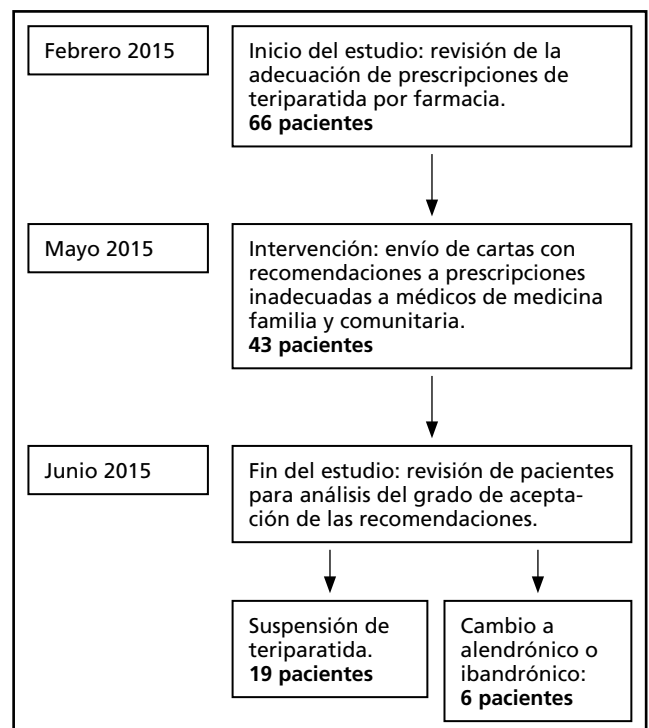 Febrero 2015
Inicio del estudio: revisión de la
adecuación de prescripciones de
teriparatida por farmacia.
66 pacientes
Mayo 2015
Intervención: envío de cartas con
recomendaciones a prescripciones
inadecuadas a médicos de medicina
familia y comunitaria.
43 pacientes
Junio 2015
Fin del estudio: revisión de pacientes
para análisis del grado de acepta-
ción de las recomendaciones.
Suspensión de
teriparatida.
19 pacientes
Cambio a
alendrónico o
ibandrónico:
6 pacientes